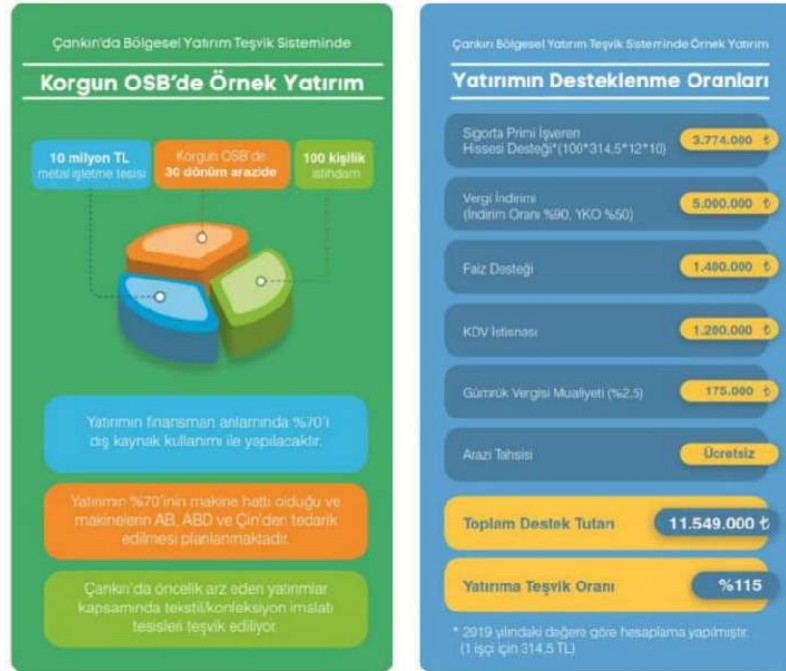 Çankırı'da Bölgesel Yatırım Teşvik Sisteminde
Korgun OSB'de Örnek Yatırım
10 milyon TL
metal işletme tesisi
Korgun OSB'de
30 dönüm arazide
100 kişilik
istihdam
Yatırımın finansman anlamında %70'i
dış kaynak kullanımı ile yapılacaktır.
Yatırımın %70'inin makine hattı olduğu ve
makinelerin AB, ABD ve Çin'den tedarik
edilmesi planlanmaktadır.
Çankırı'da öncelik arz eden yatırımlar
kapsamında tekstil/konfeksiyon imalatı
tesisleri teşvik ediliyor.
Çankırı Bölgesel Yatırım Teşvik Sisteminde Örnek Yatırım
Yatırımın Desteklenme Oranları
Sigorta Primi İşveren
Hissesi Desteği*(100*314,5*12*10)
3.774.000 ₺
Vergi İndirimi
(İndirim Oranı %90, YKO %50)
5.000.000 ₺
Faiz Desteği
1.400.000 ₺
KDV İstisnası
1.200.000 ₺
Gümrük Vergisi Muafiyeti (%2,5)
175.000 ₺
Arazi Tahsisi
Ücretsiz
Toplam Destek Tutarı
11.549.000 ₺
Yatırıma Teşvik Oranı
%115
* 2019 yılındaki değere göre hesaplama yapılmıştır.
(1 işçi için 314,5 TL)